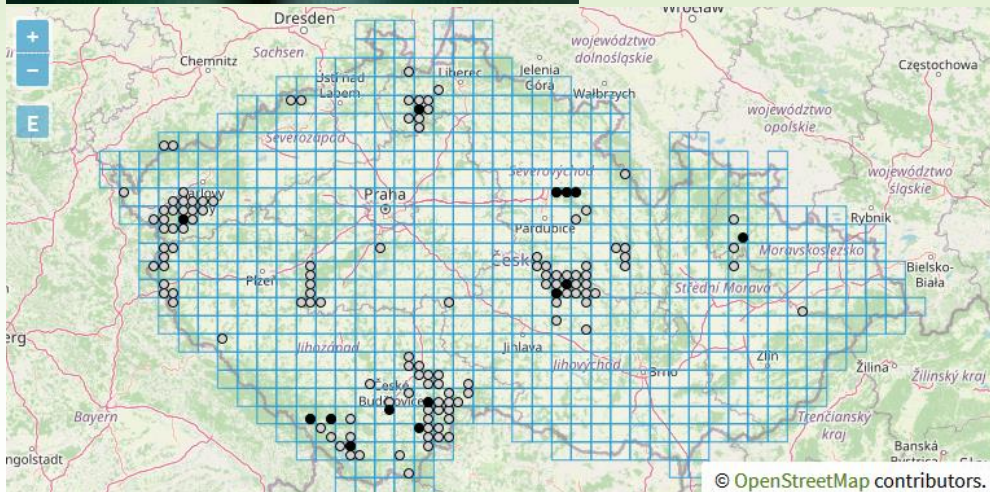 Dresden
Wrocław
+
Chemnitz
Sachsen
województwo
dolnośląskie
Częstochowa
−
Ústí nad
Labem
Liberec
Jelenia
Góra
Wałbrzych
E
województwo
opolskie
Severozápad
Severovýchod
województwo
śląskie
Karlovy
Praha
Rybnik
Pardubice
Moravskoslezsko
Česk
Bielsko-
Biała
Plzeň
Střední Morava
Jihozápad
Jihlava
Jihovýchod
Zlín
Brno
Žilina
Žilinský kraj
České
Budějovice
Bayern
Trenčiansky
kraj
Banská
Bystrica
ngolstadt
© OpenStreetMap contributors.